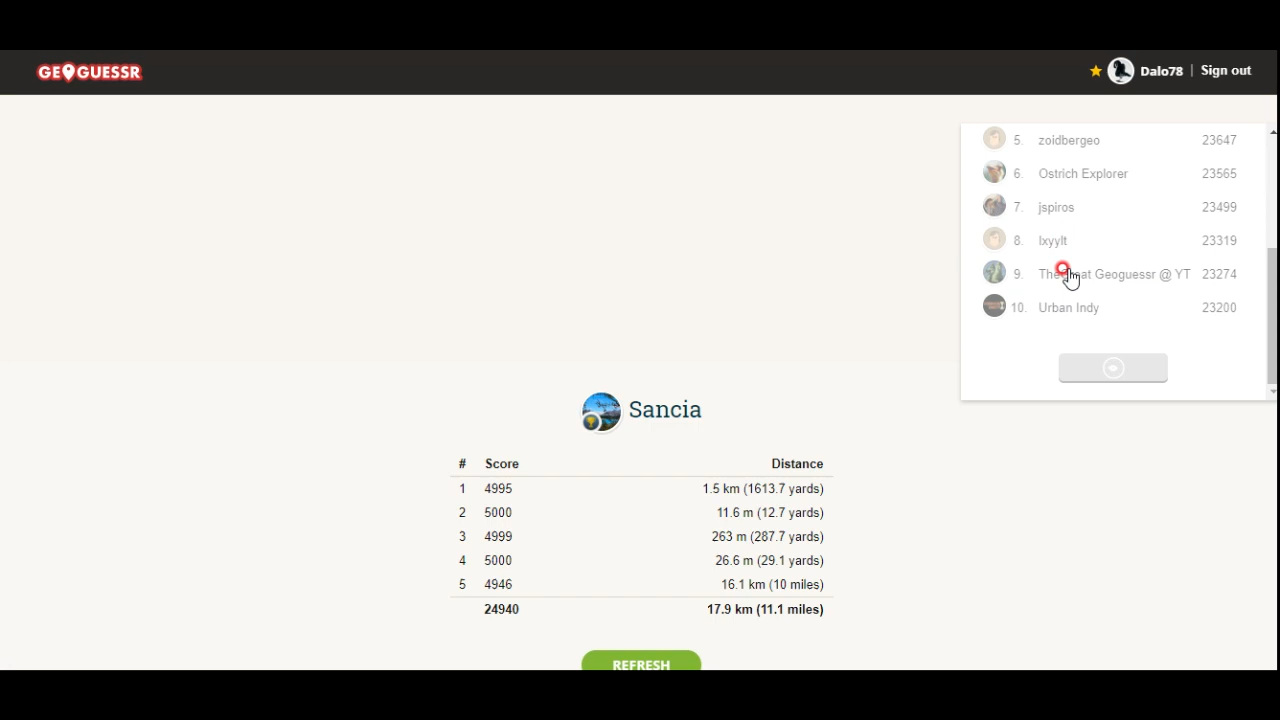 GEOGUESSR
Dalo78 | Sign out
5. zoidbergeo 23647
6. Ostrich Explorer 23565
7. jspiros 23499
8. lxyylt 23319
9. Geoguessr @ YT 23274
10. Urban Indy 23200
Sancia
# Score Distance
1 4995 1.5 km (1613.7 yards)
2 5000 11.6 m (12.7 yards)
3 4999 263 m (287.7 yards)
4 5000 26.6 m (29.1 yards)
5 4946 16.1 km (10 miles)
24940 17.9 km (11.1 miles)
REFRESH